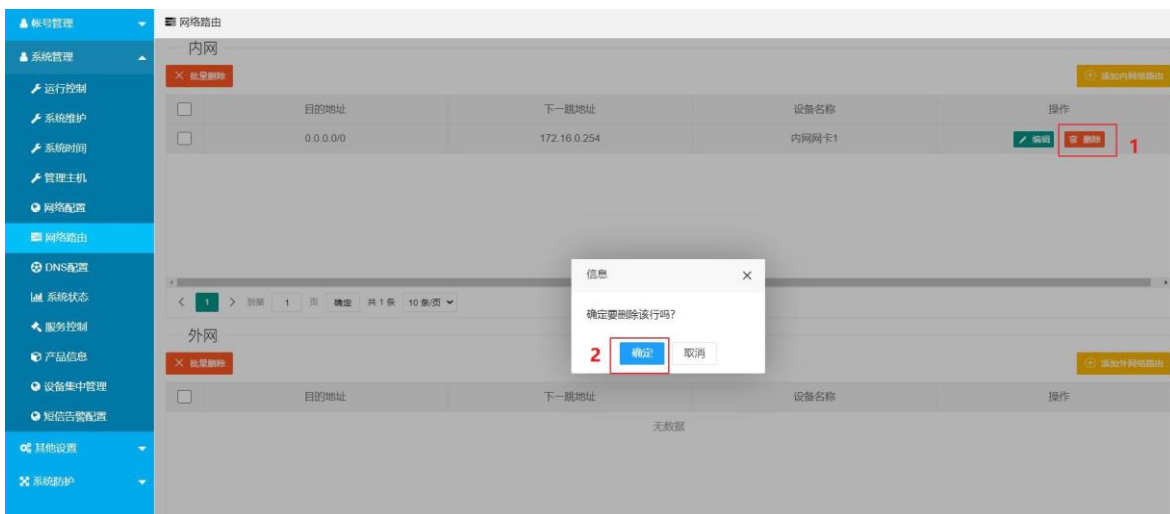 帐号管理
网络路由
系统管理
内网
批量删除
添加内网络路由
运行控制
目的地址 下一跳地址 设备名称 操作
系统维护
0.0.0.0/0 172.16.0.254 内网网卡1 编辑 删除 1
系统时间
管理主机
网络配置
网络路由
DNS配置
信息
系统状态
1 到第 1 页 确定 共 1 条 10 条/页
确定要删除该行吗?
服务控制
外网
2 确定 取消
产品信息
批量删除
添加外网络路由
设备集中管理
目的地址 下一跳地址 设备名称 操作
短信告警配置
无数据
其他设置
系统防护